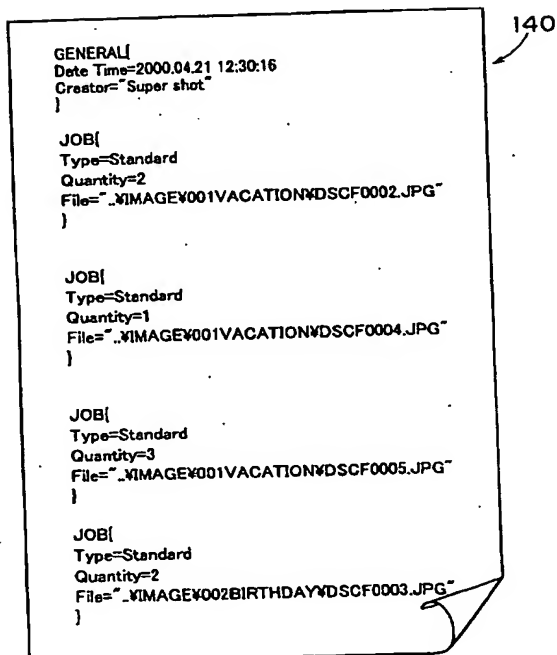 140
GENERAL{
Date Time=2000.04.21 12:30:16
Creator="Super shot"
}
JOB{
Type=Standard
Quantity=2
File="..¥IMAGE¥001VACATION¥DSCF0002.JPG"
}
JOB{
Type=Standard
Quantity=1
File="..¥IMAGE¥001VACATION¥DSCF0004.JPG"
}
JOB{
Type=Standard
Quantity=3
File="..¥IMAGE¥001VACATION¥DSCF0005.JPG"
}
JOB{
Type=Standard
Quantity=2
File="..¥IMAGE¥002BIRTHDAY¥DSCF0003.JPG"
}